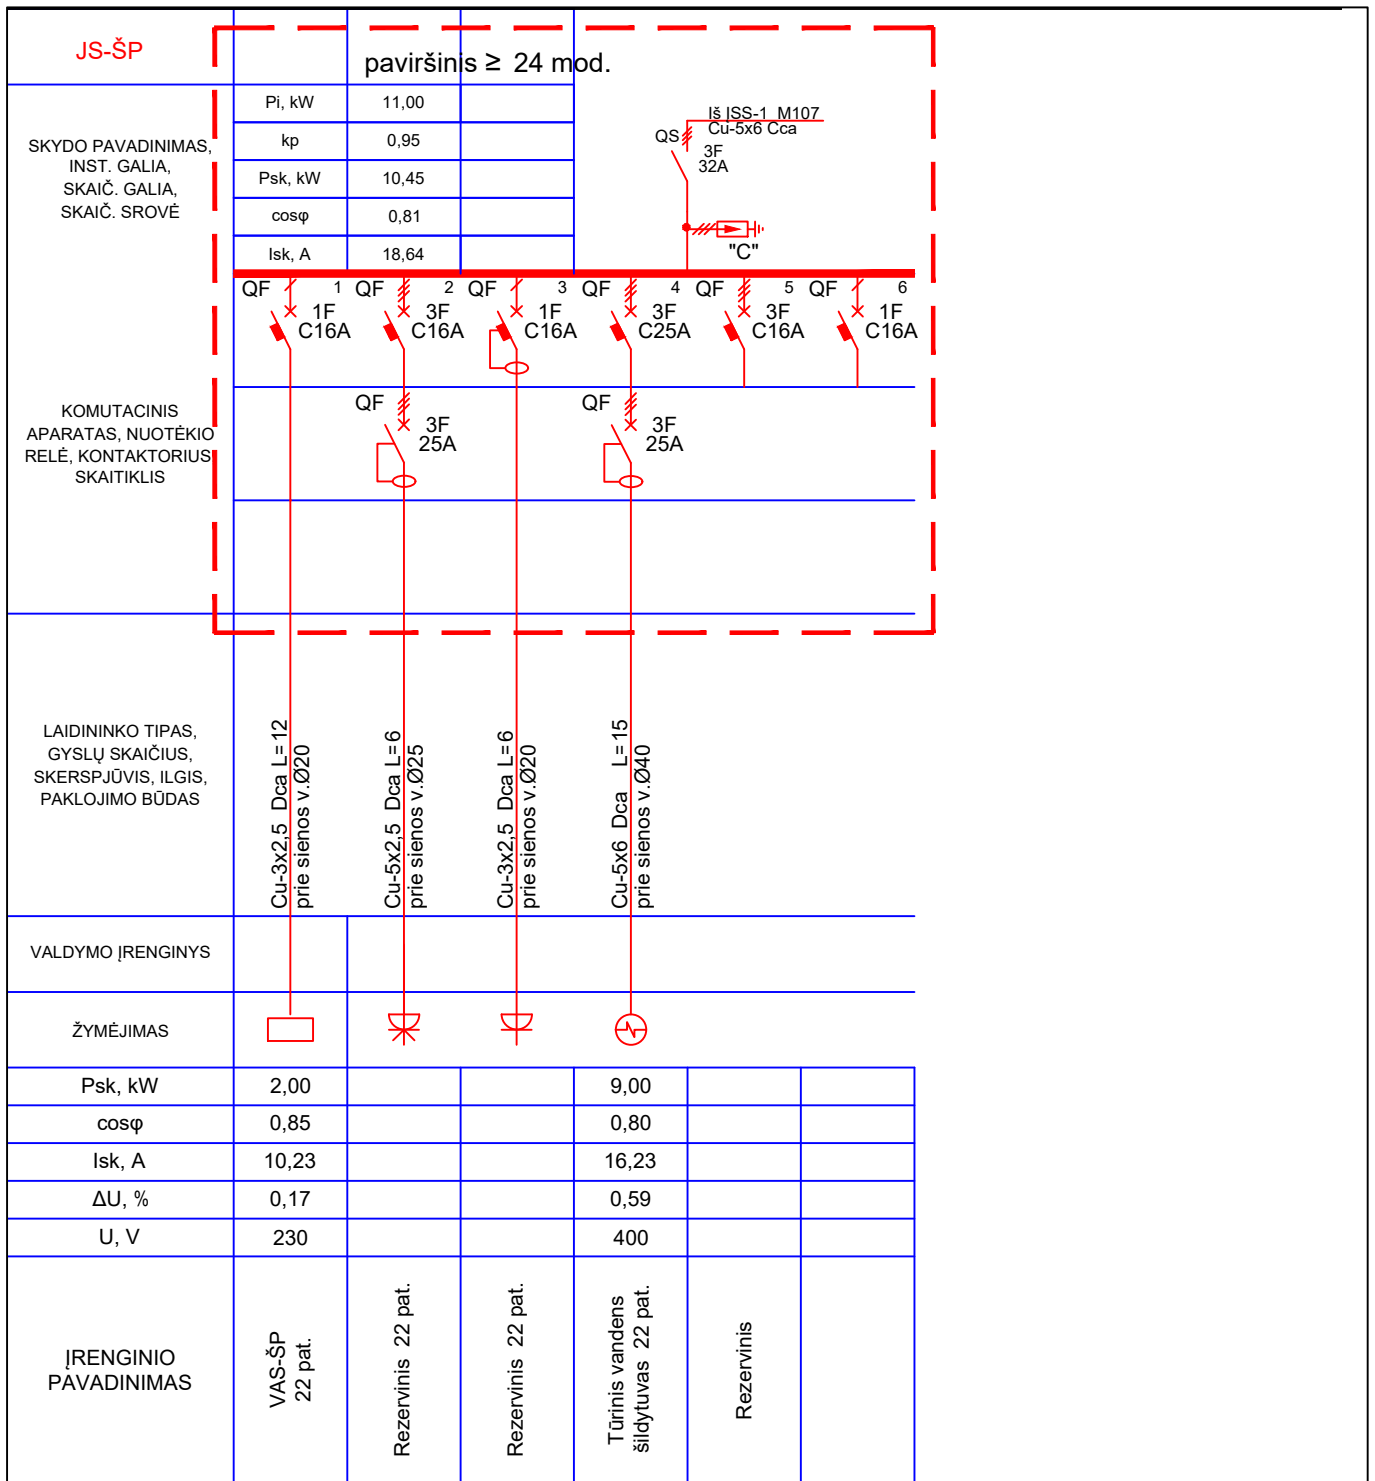 JS-ŠP
paviršinis ≥ 24 mod.
SKYDO PAVADINIMAS,
INST. GALIA,
SKAIČ. GALIA,
SKAIČ. SROVĖ
Pi, kW 11,00
kp 0,95
Psk, kW 10,45
cosφ 0,81
Isk, A 18,64
Iš ĮSS-1 M107
Cu-5x6 Cca
QS
3F
32A
"C"
QF 1
1F
C16A
QF 2
3F
C16A
QF 3
1F
C16A
QF 4
3F
C25A
QF 5
3F
C16A
QF 6
1F
C16A
KOMUTACINIS
APARATAS, NUOTĖKIO
RELĖ, KONTAKTORIUS
SKAITIKLIS
QF
3F
25A
QF
3F
25A
LAIDININKO TIPAS,
GYSLŲ SKAIČIUS,
SKERSPJŪVIS, ILGIS,
PAKLOJIMO BŪDAS
Cu-3x2,5 Dca L=12
prie sienos v.Ø20
Cu-5x2,5 Dca L=6
prie sienos v.Ø25
Cu-3x2,5 Dca L=6
prie sienos v.Ø20
Cu-5x6 Dca L=15
prie sienos v.Ø40
VALDYMO ĮRENGINYS
ŽYMĖJIMAS
Psk, kW 2,00 9,00
cosφ 0,85 0,80
Isk, A 10,23 16,23
ΔU, % 0,17 0,59
U, V 230 400
ĮRENGINIO
PAVADINIMAS
VAS-ŠP
22 pat.
Rezervinis 22 pat.
Rezervinis 22 pat.
Tūrinis vandens
šildytuvas 22 pat.
Rezervinis